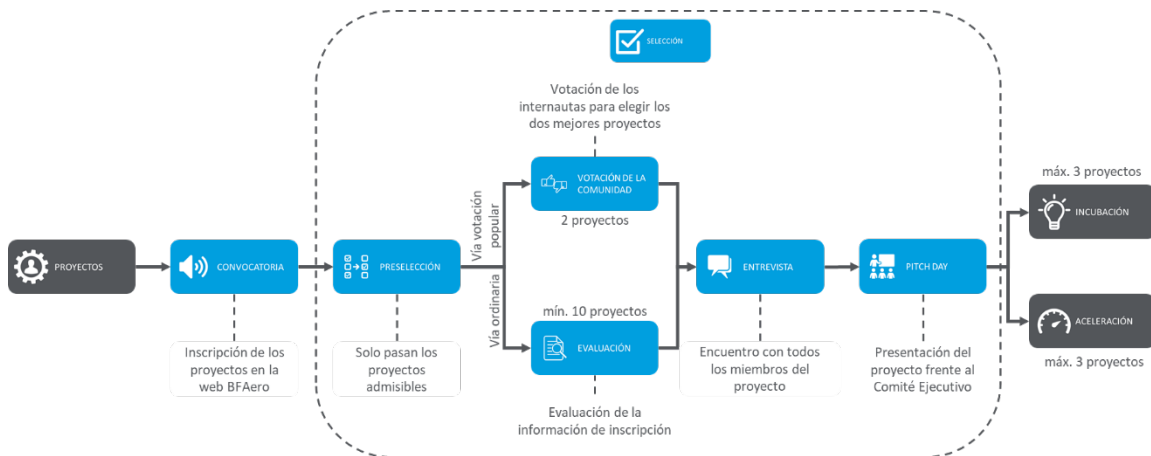 SELECCIÓN
Votación de los
internautas para elegir los
dos mejores proyectos
VOTACIÓN DE LA
COMUNIDAD
2 proyectos
Vía votación
popular
Vía ordinaria
PROYECTOS
CONVOCATORIA
PRESELECCIÓN
ENTREVISTA
PITCH DAY
máx. 3 proyectos
INCUBACIÓN
ACELERACIÓN
máx. 3 proyectos
mín. 10 proyectos
EVALUACIÓN
Inscripción de los
proyectos en la
web BFAero
Solo pasan los
proyectos
admisibles
Evaluación de la
información de inscripción
Encuentro con todos
los miembros del
proyecto
Presentación del
proyecto frente al
Comité Ejecutivo